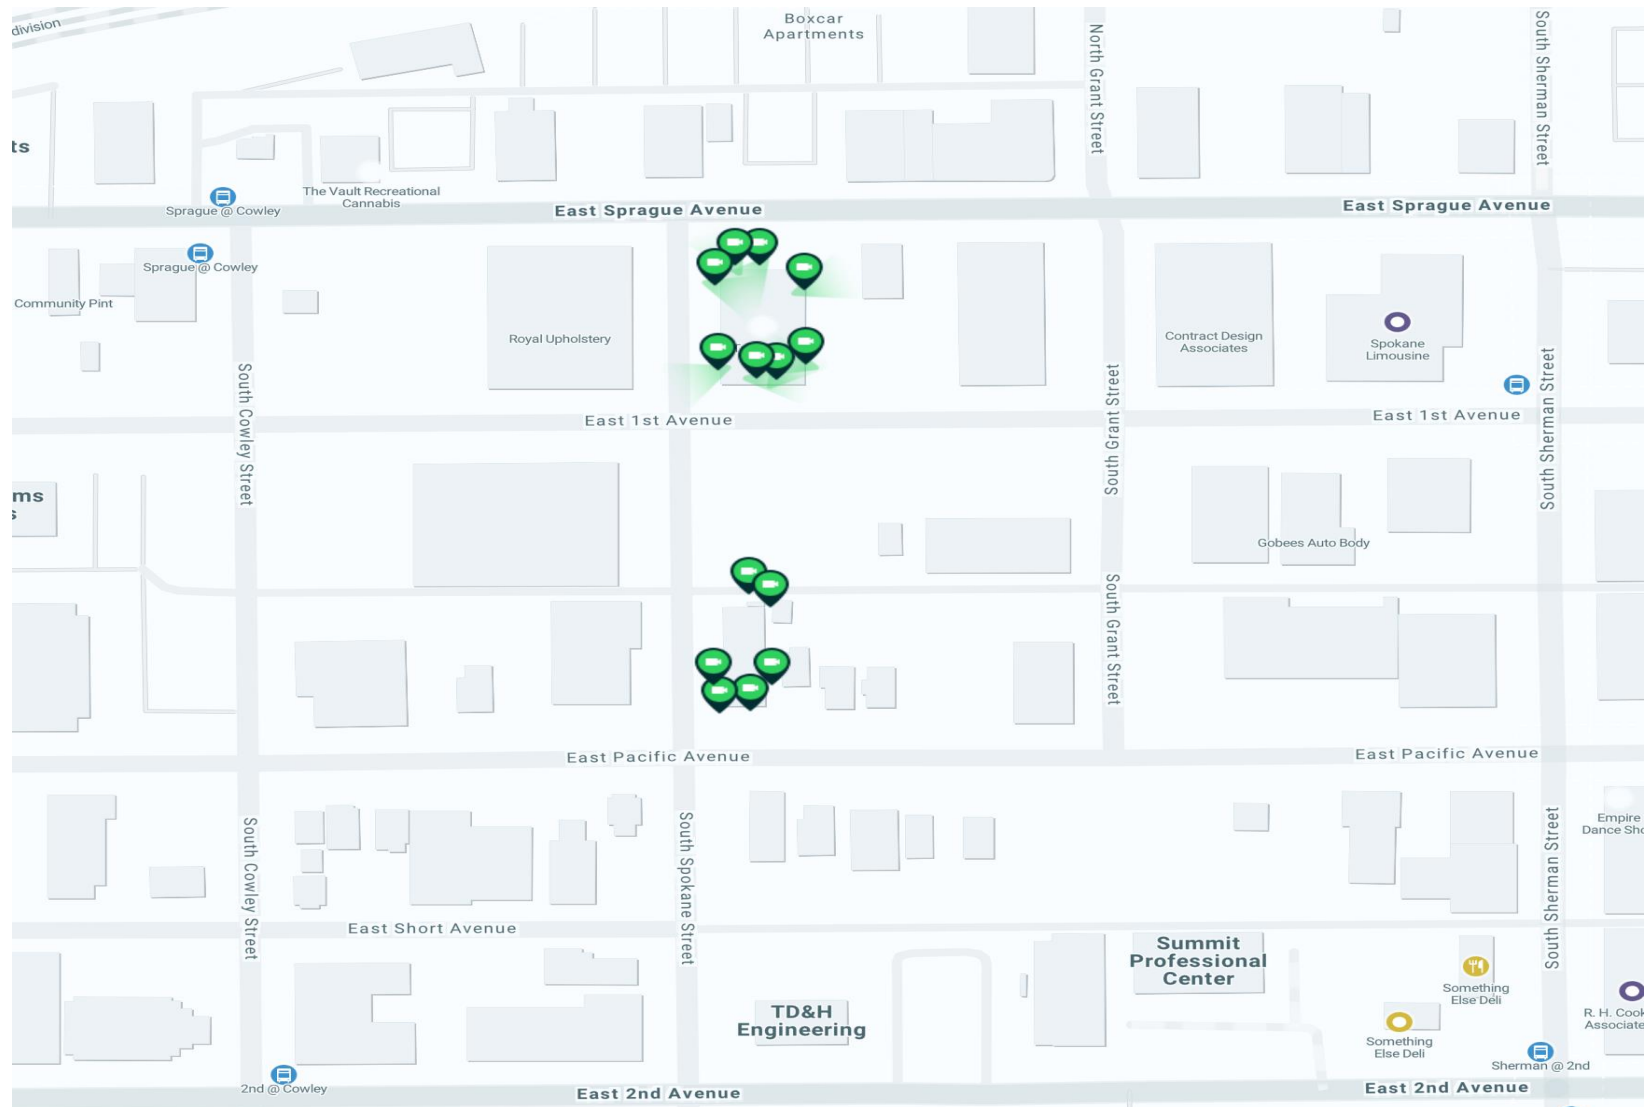 division
Boxcar
Apartments
North Grant Street
South Sherman Street
ts
The Vault Recreational
Cannabis
Sprague @ Cowley
East Sprague Avenue
East Sprague Avenue
Sprague @ Cowley
Community Pint
Royal Upholstery
Contract Design
Associates
Spokane
Limousine
South Cowley Street
South Grant Street
South Sherman Street
East 1st Avenue
East 1st Avenue
ms
s
Gobees Auto Body
South Grant Street
East Pacific Avenue
East Pacific Avenue
South Cowley Street
South Spokane Street
South Sherman Street
Empire
Dance Sho
East Short Avenue
Summit
Professional
Center
Something
Else Deli
TD&H
Engineering
R. H. Cook
Associate
Something
Else Deli
Sherman @ 2nd
2nd @ Cowley
East 2nd Avenue
East 2nd Avenue